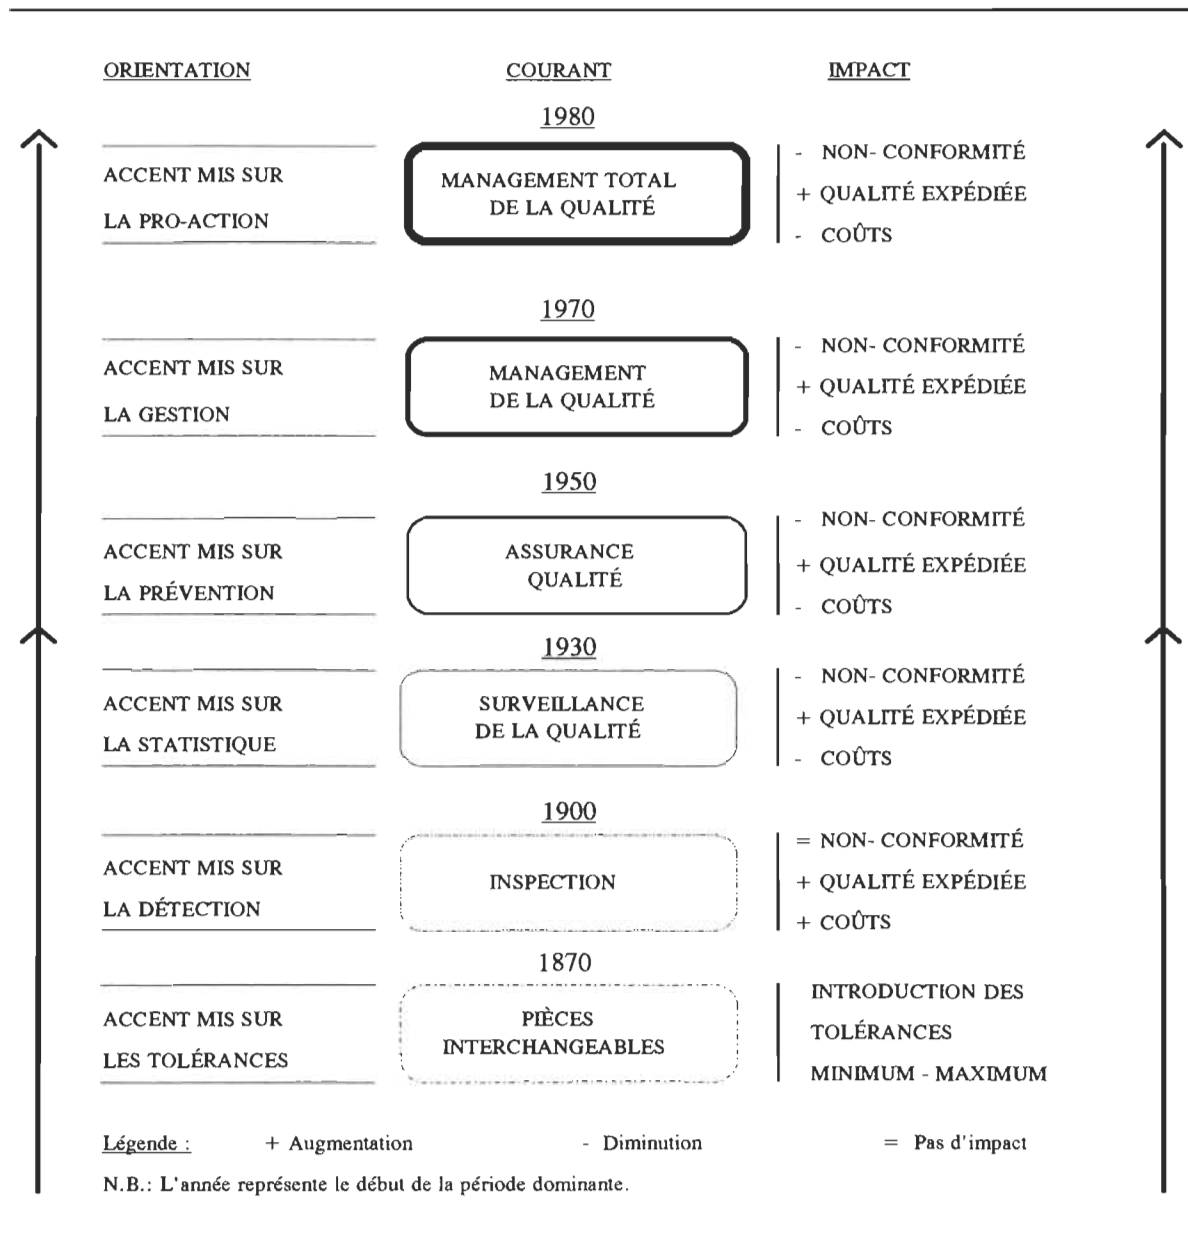 ORIENTATION COURANT IMPACT
1980
ACCENT MIS SUR
LA PRO-ACTION
MANAGEMENT TOTAL
DE LA QUALITÉ
- NON- CONFORMITÉ
+ QUALITÉ EXPÉDIÉE
- COÛTS
1970
ACCENT MIS SUR
LA GESTION
MANAGEMENT
DE LA QUALITÉ
- NON- CONFORMITÉ
+ QUALITÉ EXPÉDIÉE
- COÛTS
1950
ACCENT MIS SUR
LA PRÉVENTION
ASSURANCE
QUALITÉ
- NON- CONFORMITÉ
+ QUALITÉ EXPÉDIÉE
- COÛTS
1930
ACCENT MIS SUR
LA STATISTIQUE
SURVEILLANCE
DE LA QUALITÉ
- NON- CONFORMITÉ
+ QUALITÉ EXPÉDIÉE
- COÛTS
1900
ACCENT MIS SUR
LA DÉTECTION
INSPECTION
= NON- CONFORMITÉ
+ QUALITÉ EXPÉDIÉE
+ COÛTS
1870
ACCENT MIS SUR
LES TOLÉRANCES
PIÈCES
INTERCHANGEABLES
INTRODUCTION DES
TOLÉRANCES
MINIMUM - MAXIMUM
Légende : + Augmentation - Diminution = Pas d'impact
N.B.: L'année représente le début de la période dominante.